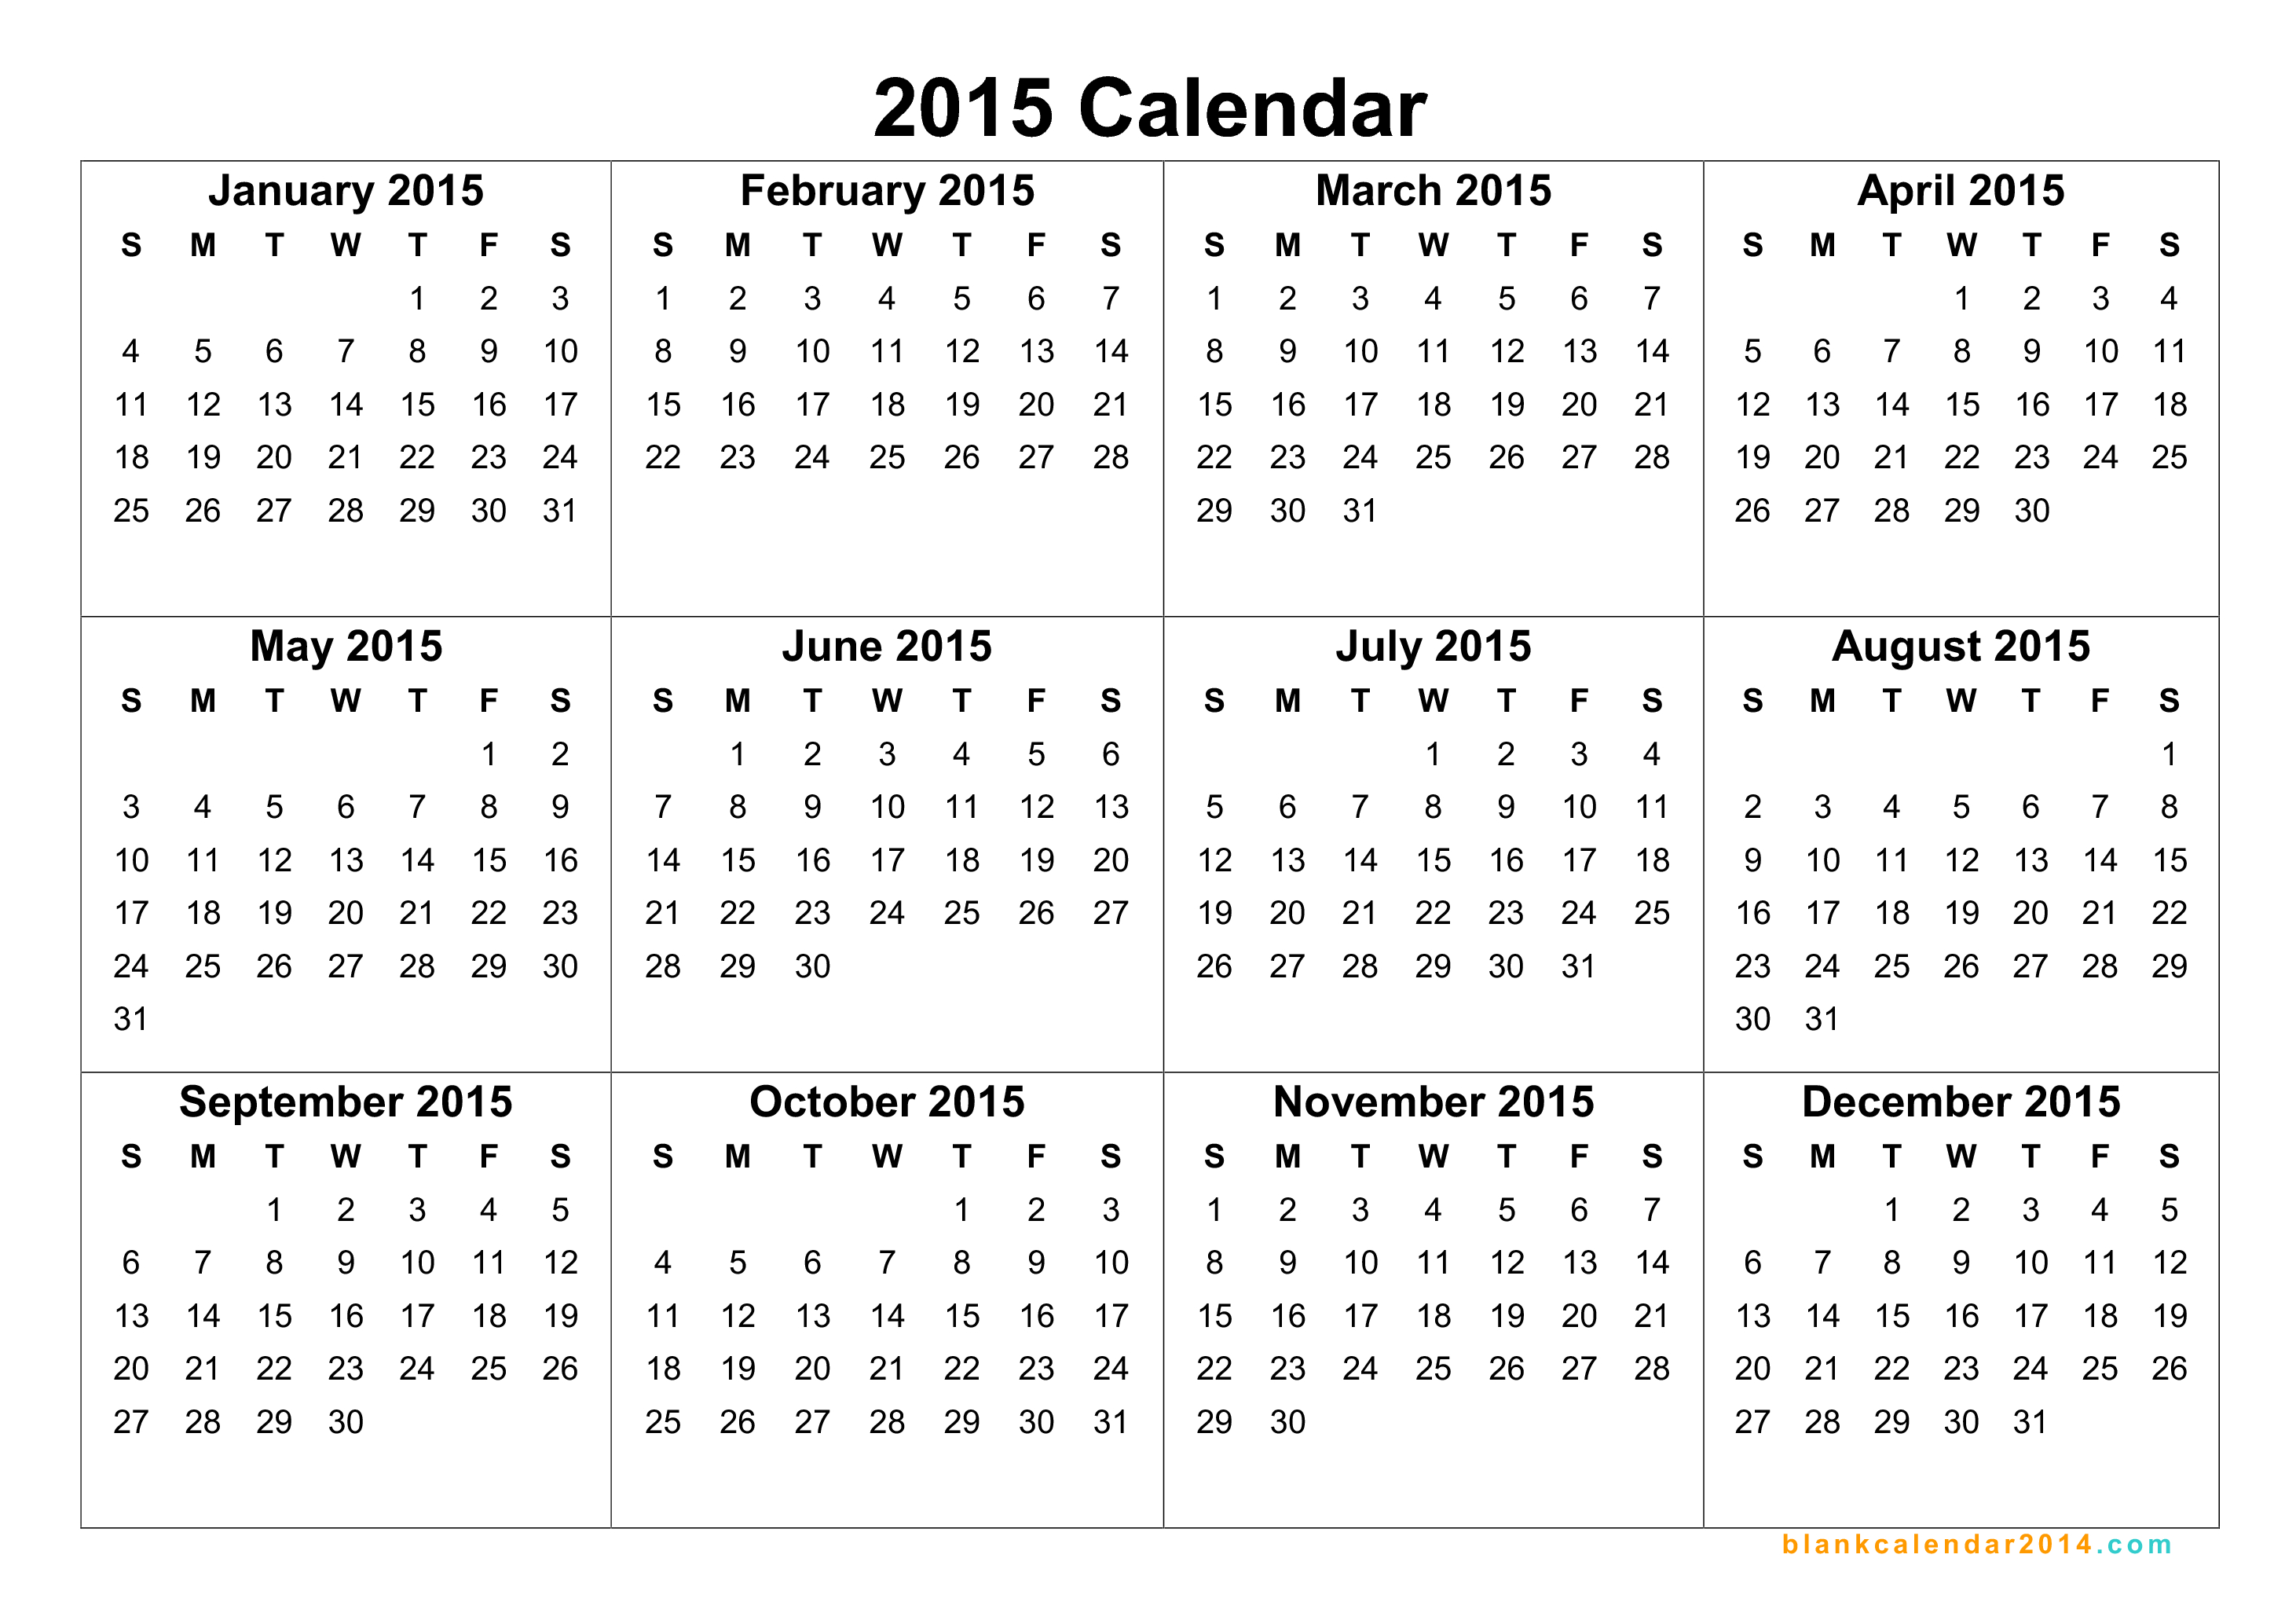 2015 Calendar
January 2015
S M T W T F S
1 2 3
4 5 6 7 8 9 10
11 12 13 14 15 16 17
18 19 20 21 22 23 24
25 26 27 28 29 30 31
February 2015
S M T W T F S
1 2 3 4 5 6 7
8 9 10 11 12 13 14
15 16 17 18 19 20 21
22 23 24 25 26 27 28
March 2015
S M T W T F S
1 2 3 4 5 6 7
8 9 10 11 12 13 14
15 16 17 18 19 20 21
22 23 24 25 26 27 28
29 30 31
April 2015
S M T W T F S
1 2 3 4
5 6 7 8 9 10 11
12 13 14 15 16 17 18
19 20 21 22 23 24 25
26 27 28 29 30
May 2015
S M T W T F S
1 2
3 4 5 6 7 8 9
10 11 12 13 14 15 16
17 18 19 20 21 22 23
24 25 26 27 28 29 30
31
June 2015
S M T W T F S
1 2 3 4 5 6
7 8 9 10 11 12 13
14 15 16 17 18 19 20
21 22 23 24 25 26 27
28 29 30
July 2015
S M T W T F S
1 2 3 4
5 6 7 8 9 10 11
12 13 14 15 16 17 18
19 20 21 22 23 24 25
26 27 28 29 30 31
August 2015
S M T W T F S
1
2 3 4 5 6 7 8
9 10 11 12 13 14 15
16 17 18 19 20 21 22
23 24 25 26 27 28 29
30 31
September 2015
S M T W T F S
1 2 3 4 5
6 7 8 9 10 11 12
13 14 15 16 17 18 19
20 21 22 23 24 25 26
27 28 29 30
October 2015
S M T W T F S
1 2 3
4 5 6 7 8 9 10
11 12 13 14 15 16 17
18 19 20 21 22 23 24
25 26 27 28 29 30 31
November 2015
S M T W T F S
1 2 3 4 5 6 7
8 9 10 11 12 13 14
15 16 17 18 19 20 21
22 23 24 25 26 27 28
29 30
December 2015
S M T W T F S
1 2 3 4 5
6 7 8 9 10 11 12
13 14 15 16 17 18 19
20 21 22 23 24 25 26
27 28 29 30 31
blankcalendar2014.com